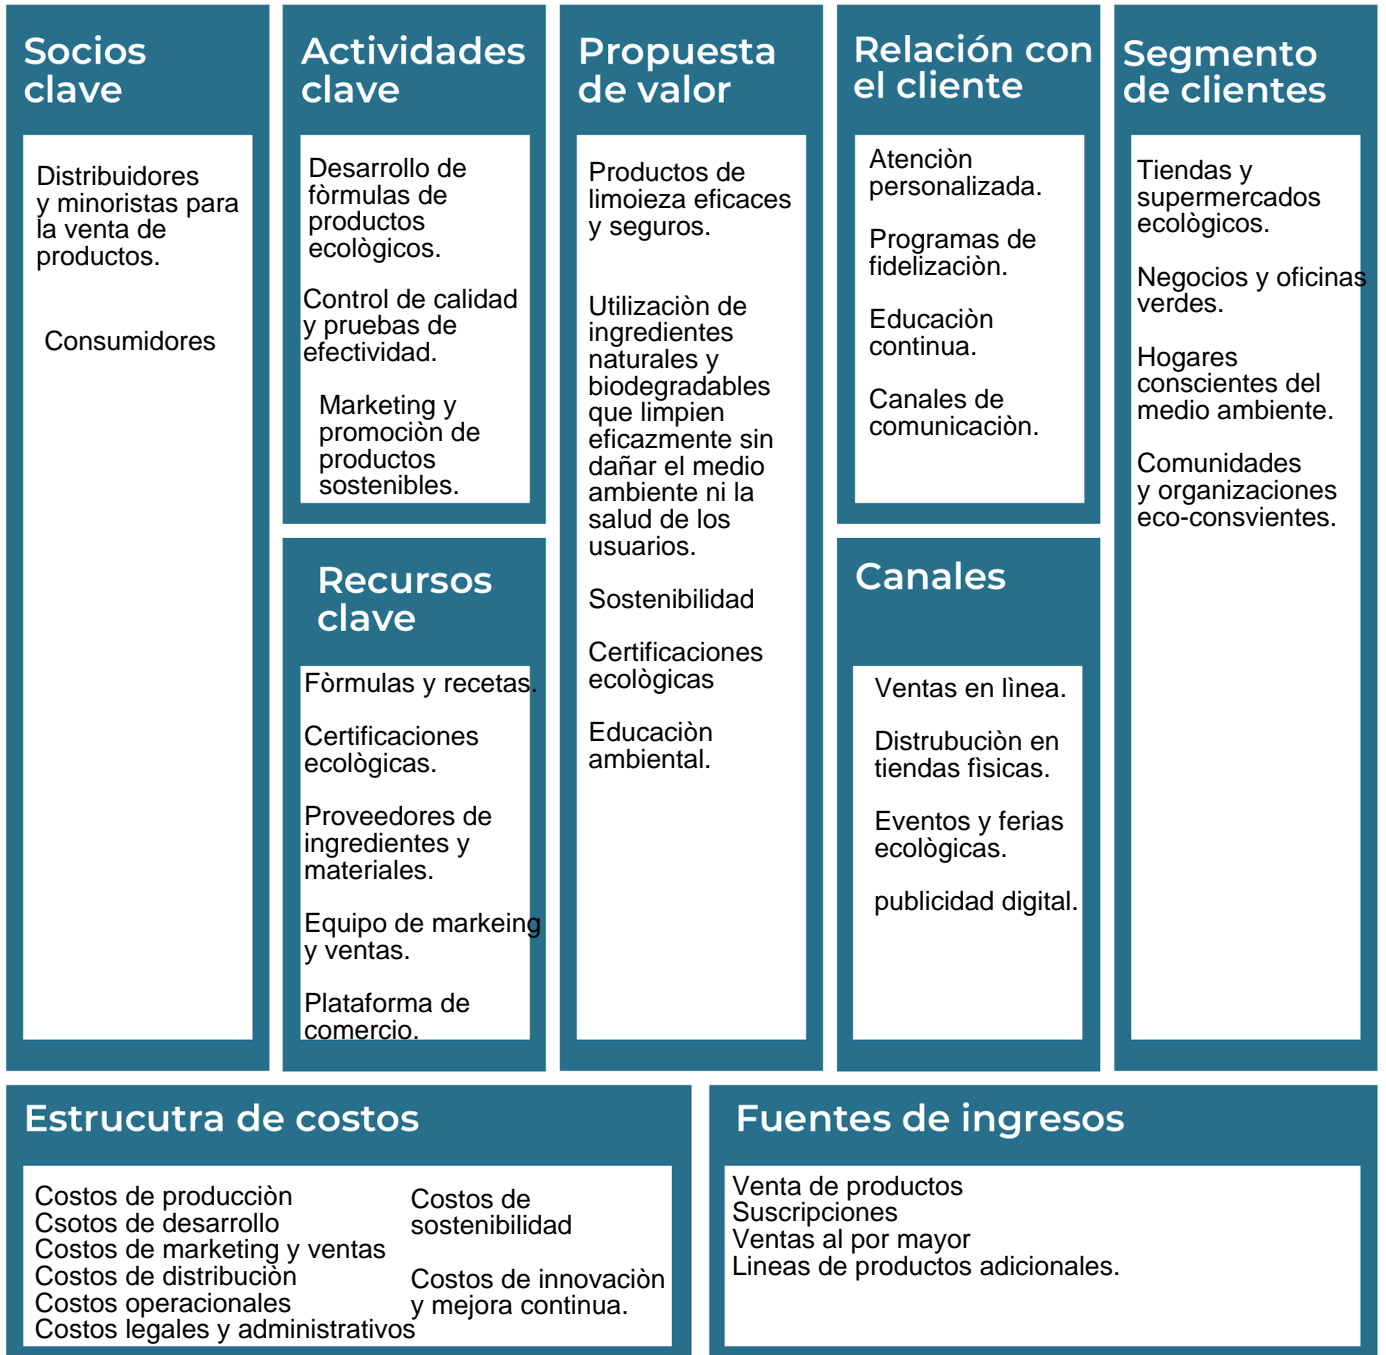 Socios
clave
Distribuidores
y minoristas para
la venta de
productos.
Consumidores
Actividades
clave
Desarrollo de
fòrmulas de
productos
ecològicos.
Control de calidad
y pruebas de
efectividad.
Marketing y
promociòn de
productos
sostenibles.
Recursos
clave
Fòrmulas y recetas.
Certificaciones
ecològicas.
Proveedores de
ingredientes y
materiales.
Equipo de markeing
y ventas.
Plataforma de
comercio.
Propuesta
de valor
Productos de
limoieza eficaces
y seguros.
Utilizaciòn de
ingredientes
naturales y
biodegradables
que limpien
eficazmente sin
dañar el medio
ambiente ni la
salud de los
usuarios.
Sostenibilidad
Certificaciones
ecològicas
Educaciòn
ambiental.
Relación con
el cliente
Atenciòn
personalizada.
Programas de
fidelizaciòn.
Educaciòn
continua.
Canales de
comunicaciòn.
Canales
Ventas en lìnea.
Distrubuciòn en
tiendas fìsicas.
Eventos y ferias
ecològicas.
publicidad digital.
Segmento
de clientes
Tiendas y
supermercados
ecològicos.
Negocios y oficinas
verdes.
Hogares
conscientes del
medio ambiente.
Comunidades
y organizaciones
eco-consvientes.
Estrucutra de costos
Costos de producciòn
Csotos de desarrollo
Costos de marketing y ventas
Costos de distribuciòn
Costos operacionales
Costos legales y administrativos
Costos de
sostenibilidad
Costos de innovaciòn
y mejora continua.
Fuentes de ingresos
Venta de productos
Suscripciones
Ventas al por mayor
Lineas de productos adicionales.